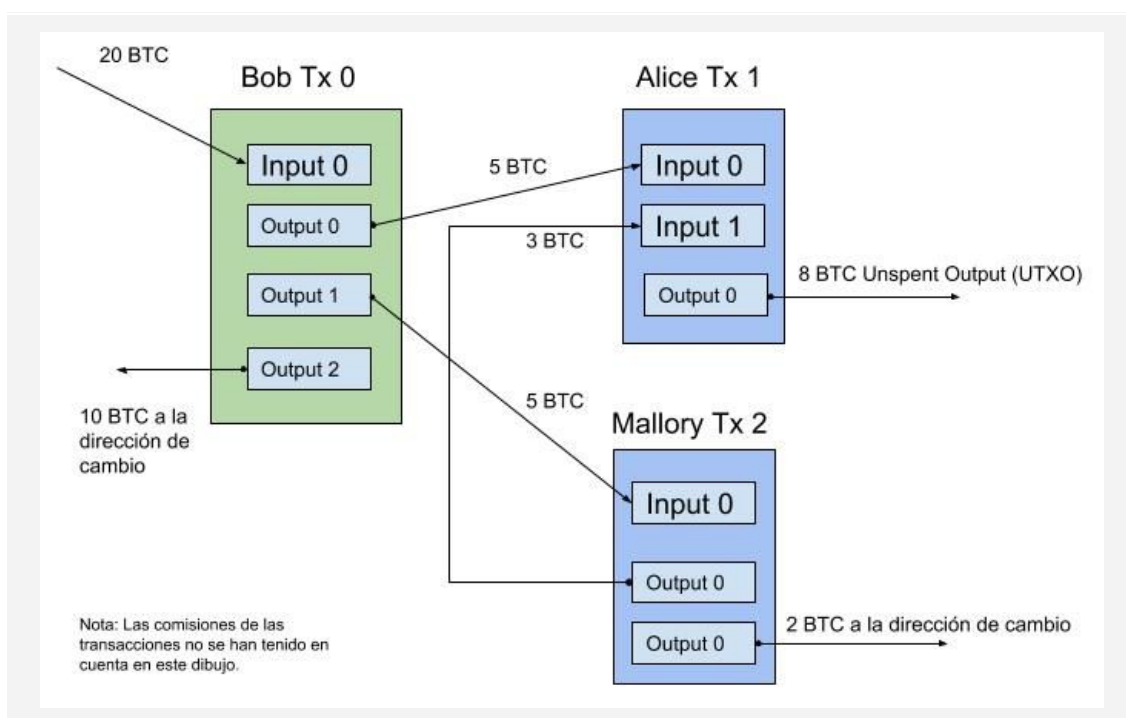 20 BTC
Bob Tx 0
Input 0
Output 0
Output 1
Output 2
10 BTC a la
dirección de
cambio
5 BTC
3 BTC
5 BTC
Alice Tx 1
Input 0
Input 1
Output 0
8 BTC Unspent Output (UTXO)
Mallory Tx 2
Input 0
Output 0
Output 0
2 BTC a la dirección de cambio
Nota: Las comisiones de las
transacciones no se han tenido en
cuenta en este dibujo.